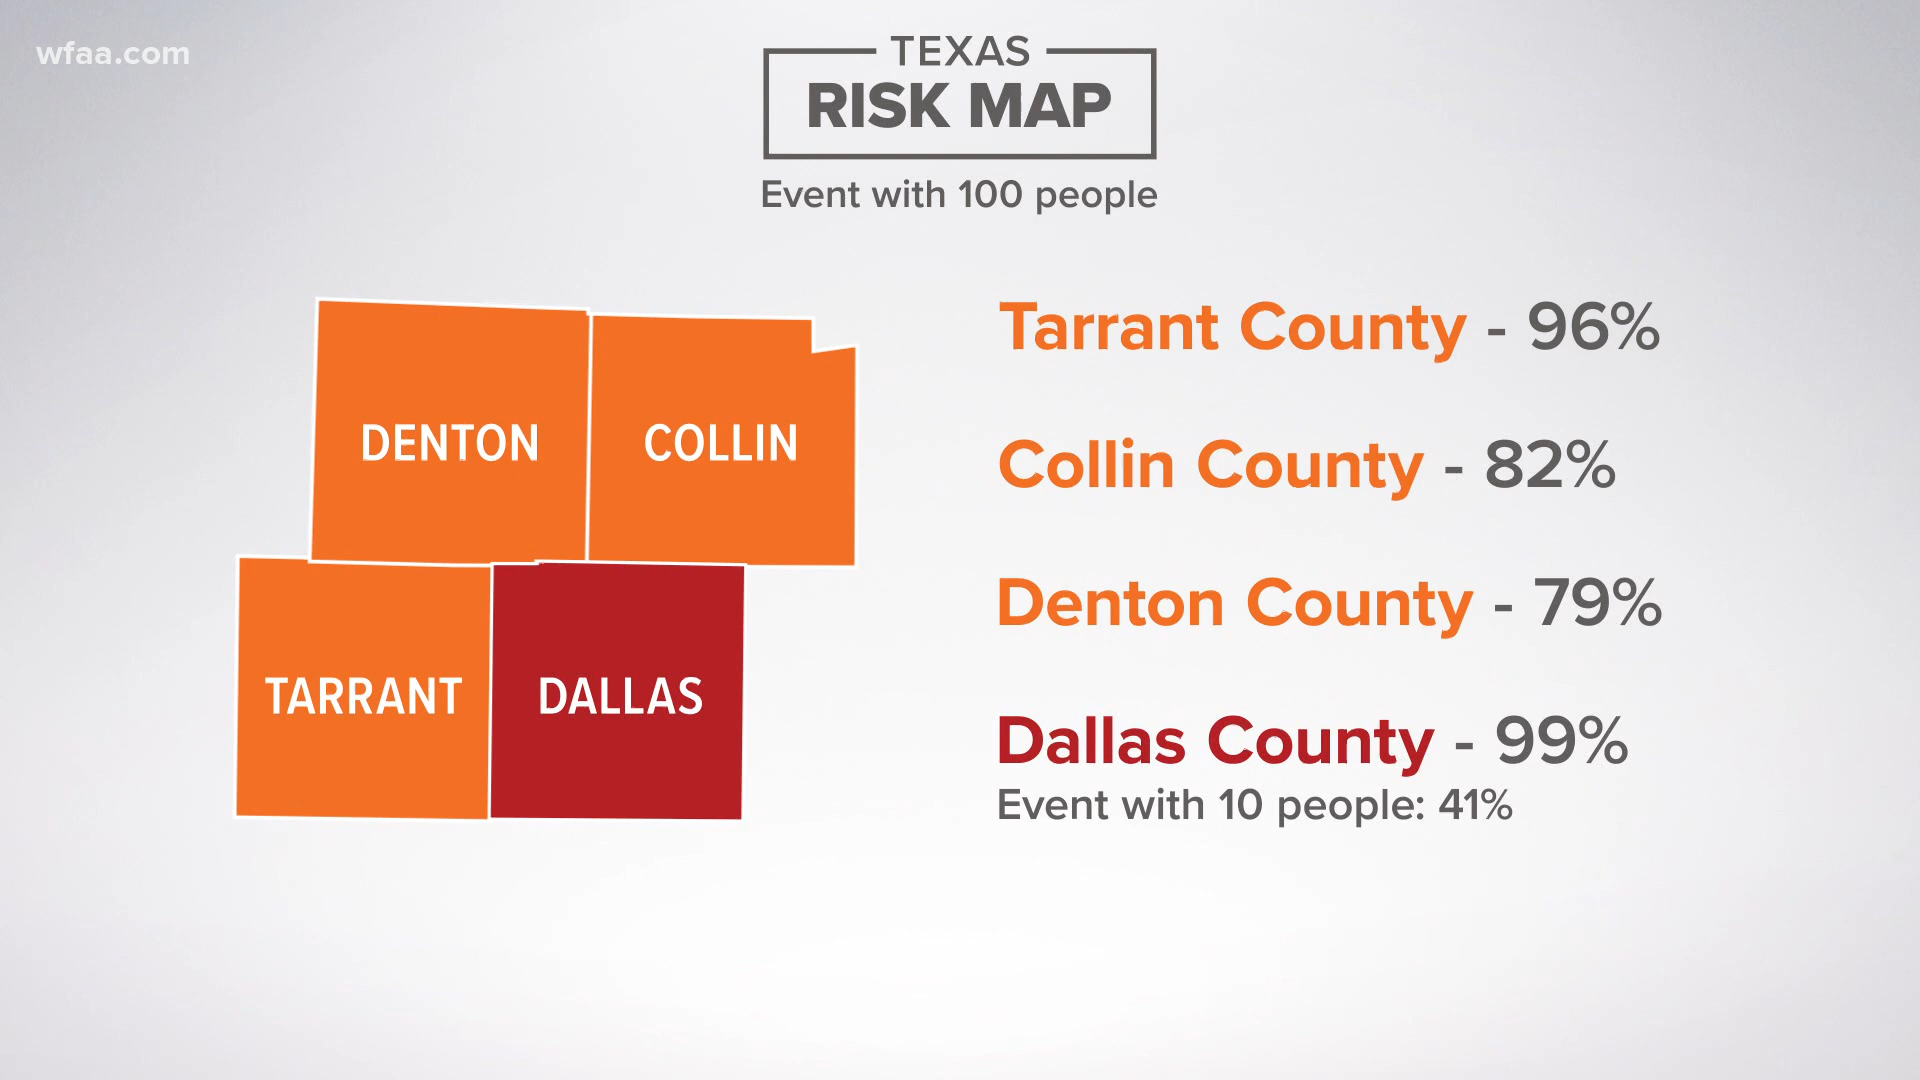 wfaa.com
TEXAS
RISK MAP
Event with 100 people
DENTON
COLLIN
TARRANT
DALLAS
Tarrant County - 96%
Collin County - 82%
Denton County - 79%
Dallas County - 99%
Event with 10 people: 41%